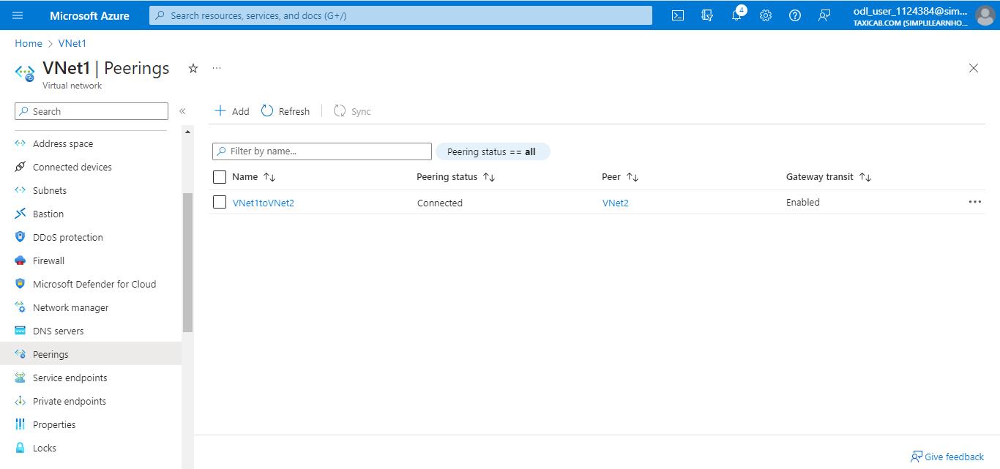 Microsoft Azure
Search resources, services, and docs (G+/)
4
odl_user_1124384@sim...
TAXICAB.COM (SIMPLILEARNHO...
Home > VNet1
VNet1 | Peerings
Virtual network
Search
Add Refresh Sync
Address space
Connected devices
Subnets
Bastion
DDoS protection
Firewall
Microsoft Defender for Cloud
Network manager
DNS servers
Peerings
Service endpoints
Private endpoints
Properties
Locks
Filter by name...
Peering status == all
Name Peering status Peer Gateway transit
VNet1toVNet2 Connected VNet2 Enabled
Give feedback